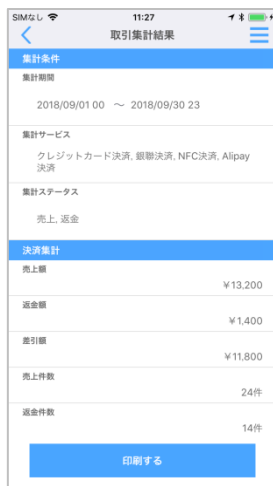 SIMなし 11:27
取引集計結果
集計条件
集計期間
2018/09/01 00 ～ 2018/09/30 23
集計サービス
クレジットカード決済, 銀聯決済, NFC決済, Alipay
決済
集計ステータス
売上, 返金
決済集計
売上額
￥13,200
返金額
￥1,400
差引額
￥11,800
売上件数
24件
返金件数
14件
印刷する